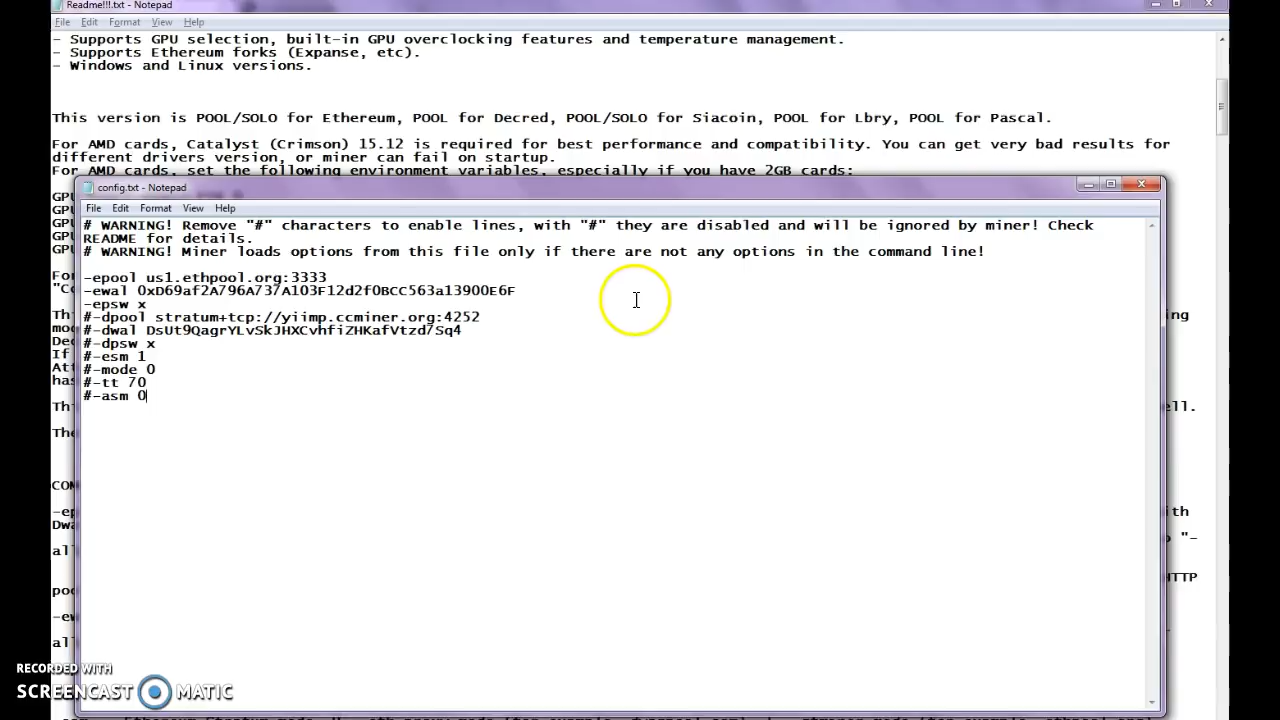 Readme!!!.txt - Notepad
File Edit Format View Help
- Supports GPU selection, built-in GPU overclocking features and temperature management.
- Supports Ethereum forks (Expanse, etc).
- Windows and Linux versions.
This version is POOL/SOLO for Ethereum, POOL for Decred, POOL/SOLO for Siacoin, POOL for Lbry, POOL for Pascal.
For AMD cards, Catalyst (Crimson) 15.12 is required for best performance and compatibility. You can get very bad results for
different drivers version, or miner can fail on startup.
For AMD cards, set the following environment variables, especially if you have 2GB cards:
config.txt - Notepad
File Edit Format View Help
# WARNING! Remove "#" characters to enable lines, with "#" they are disabled and will be ignored by miner! Check
README for details.
# WARNING! Miner loads options from this file only if there are not any options in the command line!
-epool us1.ethpool.org:3333
-ewal 0xD69af2A796A737A103F12d2f0BCC563a13900E6F
-epsw x
#-dpool stratum+tcp://yiimp.ccminer.org:4252
#-dwal DsUt9QagrYLvSkJHXCvhfiZHKafVtzd7Sq4
#-dpsw x
#-esm 1
#-mode 0
#-tt 70
#-asm 0
RECORDED WITH
SCREENCAST MATIC